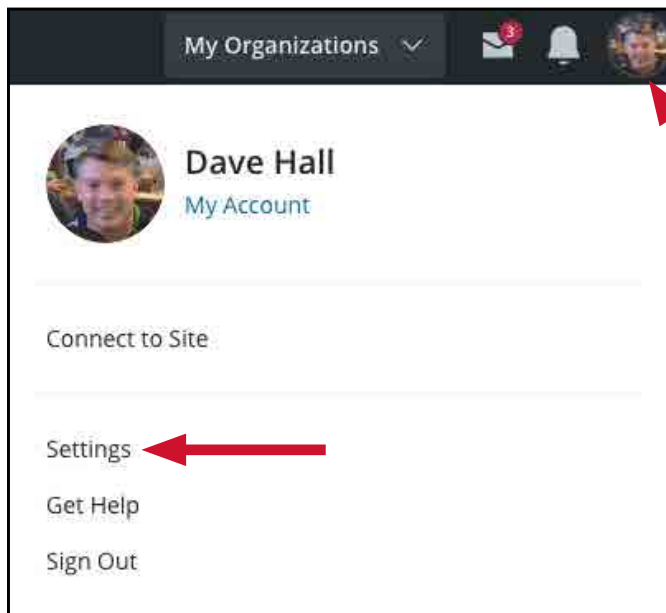 My Organizations
3
Dave Hall
My Account
Connect to Site
Settings
Get Help
Sign Out